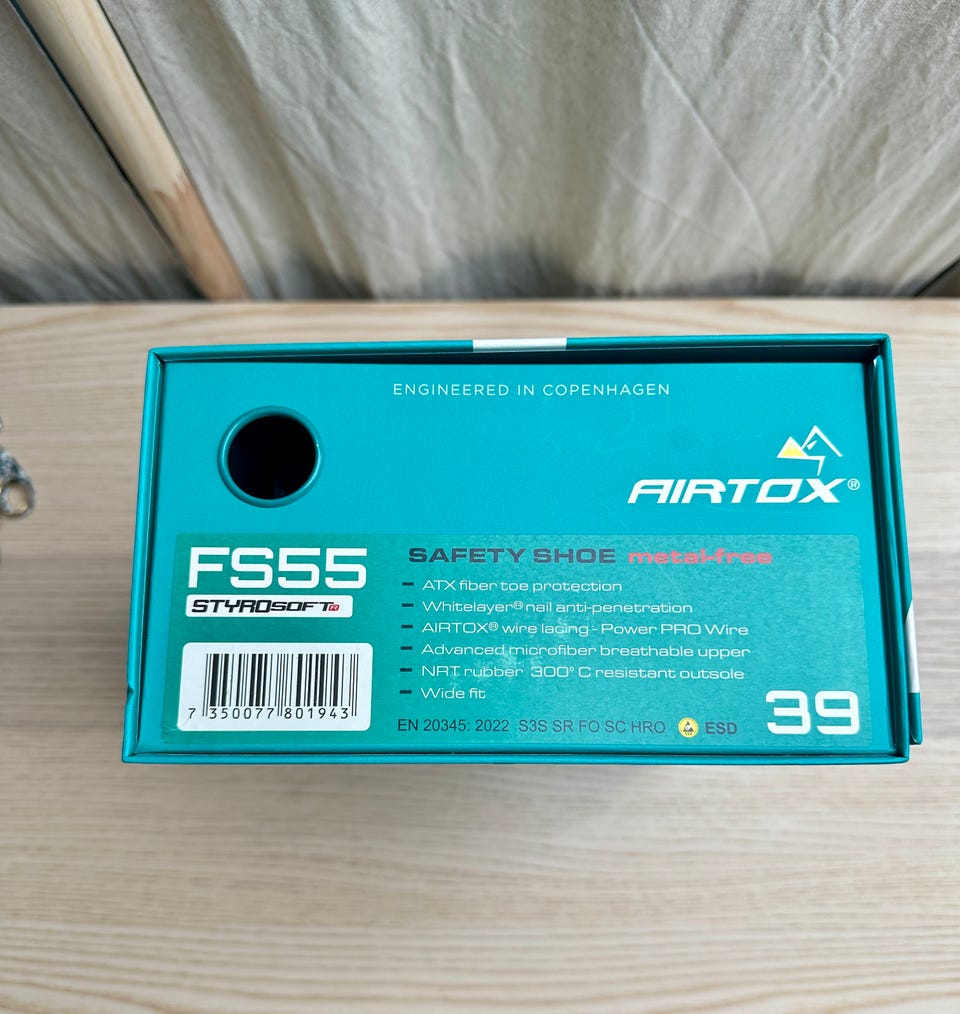 ENGINEERED IN COPENHAGEN
AIRTOX®
FS55
STYROSOFT
SAFETY SHOE metal-free
- ATX fiber toe protection
- Whitelayer® nail anti-penetration
- AIRTOX® wire lacing - Power PRO Wire
- Advanced microfiber breathable upper
- NRT rubber 300° C resistant outsole
- Wide fit
7 350077 801943
EN 20345: 2022 S3S SR FO SC HRO ESD
39